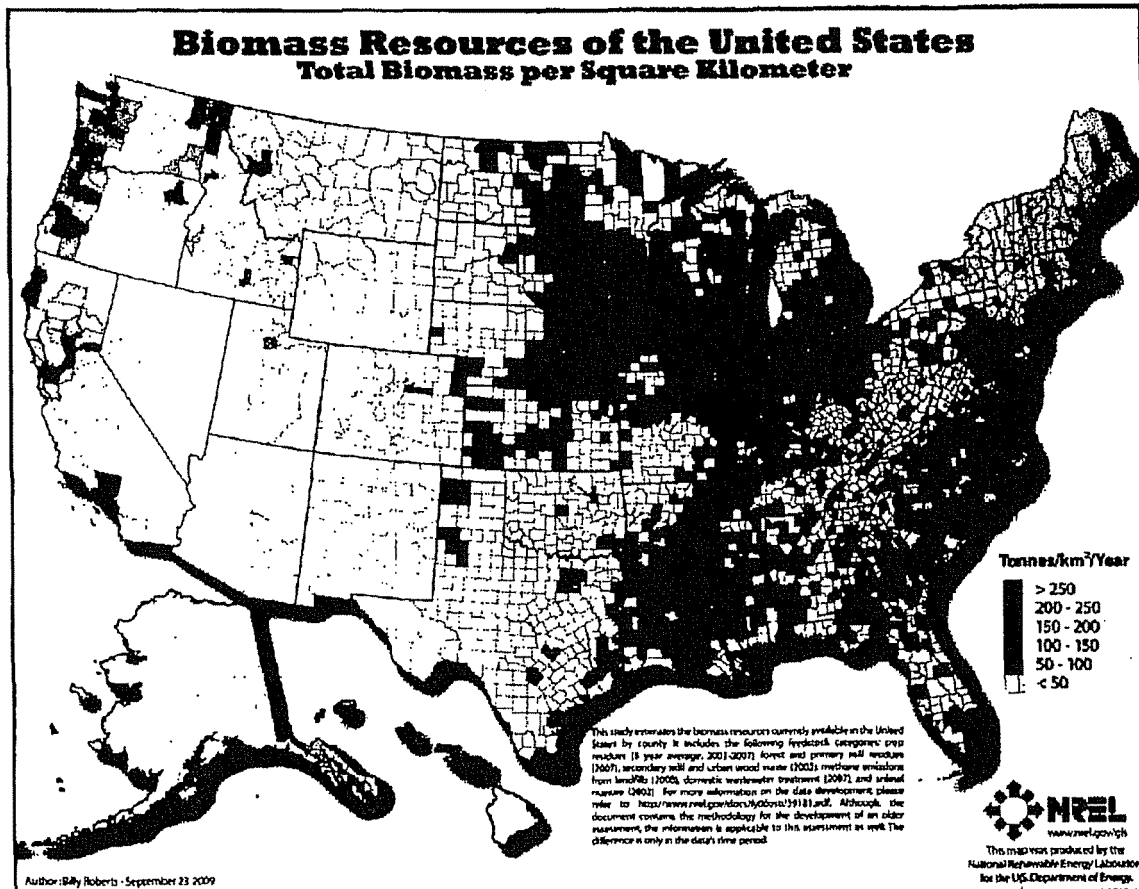 Biomass Resources of the United States
Total Biomass per Square Kilometer
Tonnes/km²/Year
> 250
200 - 250
150 - 200
100 - 150
50 - 100
< 50
This study estimates the biomass resources currently available in the United
States by county. It includes the following feedstock categories: crop
residues (5 year average, 2003-2007), forest and primary mill residues
(2007), secondary mill and urban wood waste (2002), methane emissions
from landfills (2008), domestic wastewater treatment (2007), and animal
manure (2002). For more information on the data development, please
refer to http://www.nrel.gov/docs/fy06osti/39181.pdf. Although, the
document contains the methodology for the development of an older
assessment, the information is applicable to this assessment as well. The
difference is only in the data's time period.
NREL
www.nrel.gov/gis
This map was produced by the
National Renewable Energy Laboratory
for the U.S. Department of Energy.
Author: Billy Roberts - September 23 2009